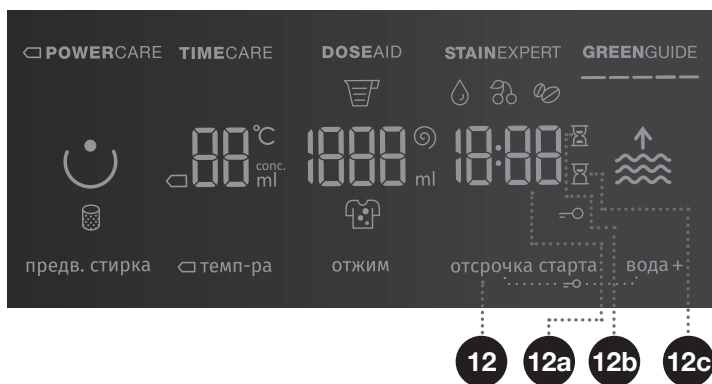 POWERCARE TIMECARE DOSEAID STAINEXPERT GREENGUIDE
88 °C conc. ml 1888 ml 18:88
предв. стирка темп-ра отжим отсрочка старта вода +
12 12a 12b 12c